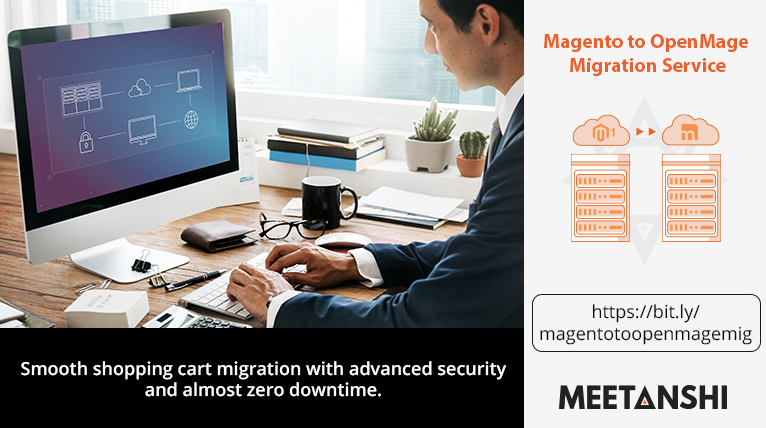 Magento to OpenMage
Migration Service
1
https://bit.ly/
magentotoopenmagemig
Smooth shopping cart migration with advanced security
and almost zero downtime.
MEETANSHI